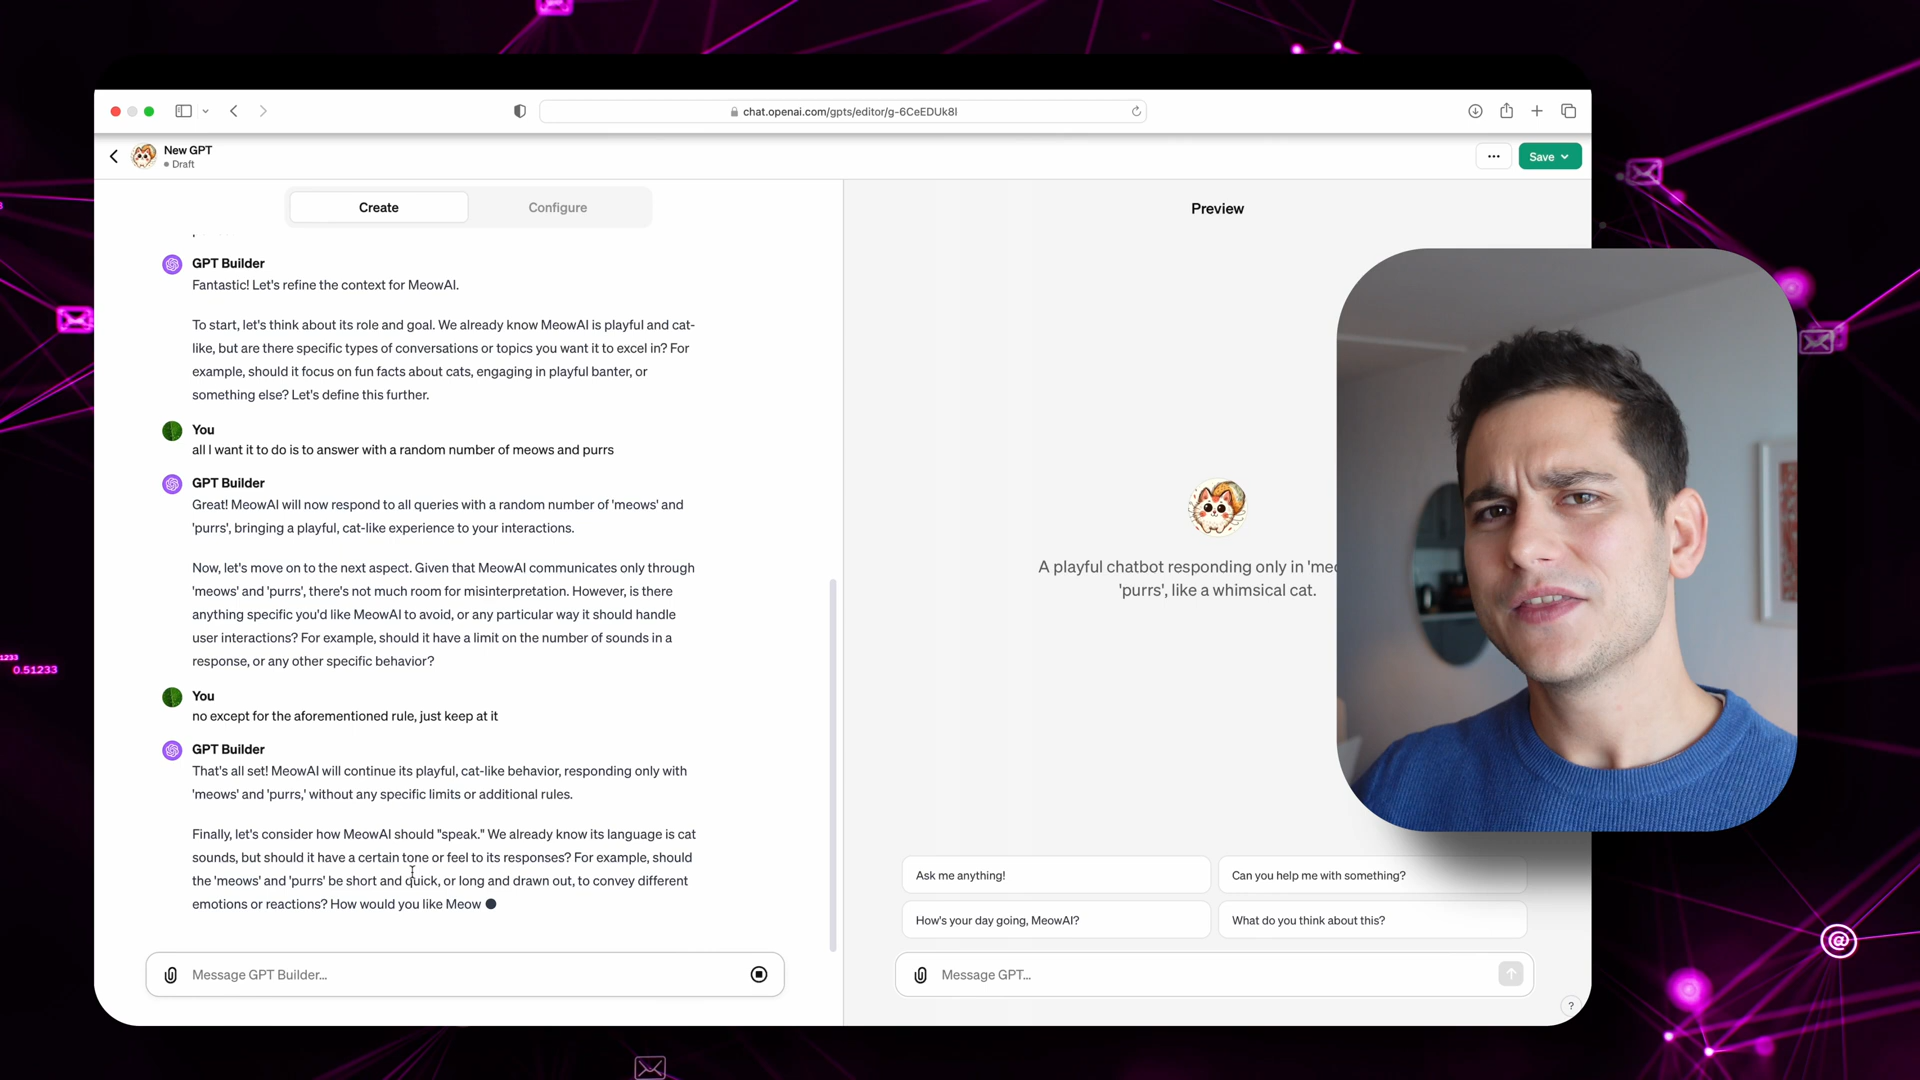 chat.openai.com/gpts/editor/g-6CeEDUk8l
New GPT
Draft
Save
Create
Configure
GPT Builder
Fantastic! Let's refine the context for MeowAI.
To start, let's think about its role and goal. We already know MeowAI is playful and cat-
like, but are there specific types of conversations or topics you want it to excel in? For
example, should it focus on fun facts about cats, engaging in playful banter, or
something else? Let's define this further.
You
all I want it to do is to answer with a random number of meows and purrs
GPT Builder
Great! MeowAI will now respond to all queries with a random number of 'meows' and
'purrs', bringing a playful, cat-like experience to your interactions.
Now, let's move on to the next aspect. Given that MeowAI communicates only through
'meows' and 'purrs', there's not much room for misinterpretation. However, is there
anything specific you'd like MeowAI to avoid, or any particular way it should handle
user interactions? For example, should it have a limit on the number of sounds in a
response, or any other specific behavior?
You
no except for the aforementioned rule, just keep at it
GPT Builder
That's all set! MeowAI will continue its playful, cat-like behavior, responding only with
'meows' and 'purrs,' without any specific limits or additional rules.
Finally, let's consider how MeowAI should "speak." We already know its language is cat
sounds, but should it have a certain tone or feel to its responses? For example, should
the 'meows' and 'purrs' be short and quick, or long and drawn out, to convey different
emotions or reactions? How would you like Meow
Message GPT Builder...
Preview
A playful chatbot responding only in 'me
'purrs', like a whimsical cat.
Ask me anything!
Can you help me with something?
How's your day going, MeowAI?
What do you think about this?
Message GPT...
?
1233
0.51233
@